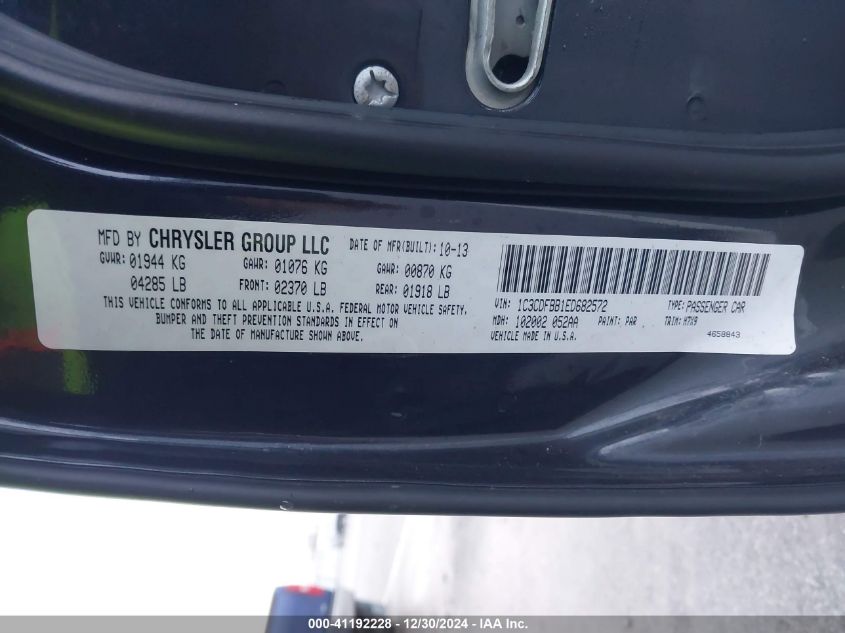 MFD BY CHRYSLER GROUP LLC DATE OF MFR(BUILT): 10-13
GVWR: 01944 KG GAWR: 01076 KG GAWR: 00870 KG
04285 LB FRONT: 02370 LB REAR: 01918 LB
THIS VEHICLE CONFORMS TO ALL APPLICABLE U.S.A. FEDERAL MOTOR VEHICLE SAFETY,
BUMPER AND THEFT PREVENTION STANDARDS IN EFFECT ON
THE DATE OF MANUFACTURE SHOWN ABOVE.
VIN: 1C3CDFBB1ED682572 TYPE: PASSENGER CAR
MDH: 102002 052AA PAINT: PAR TRIM: H7X9
VEHICLE MADE IN U.S.A. 4658843
000-41192228 - 12/30/2024 - IAA Inc.